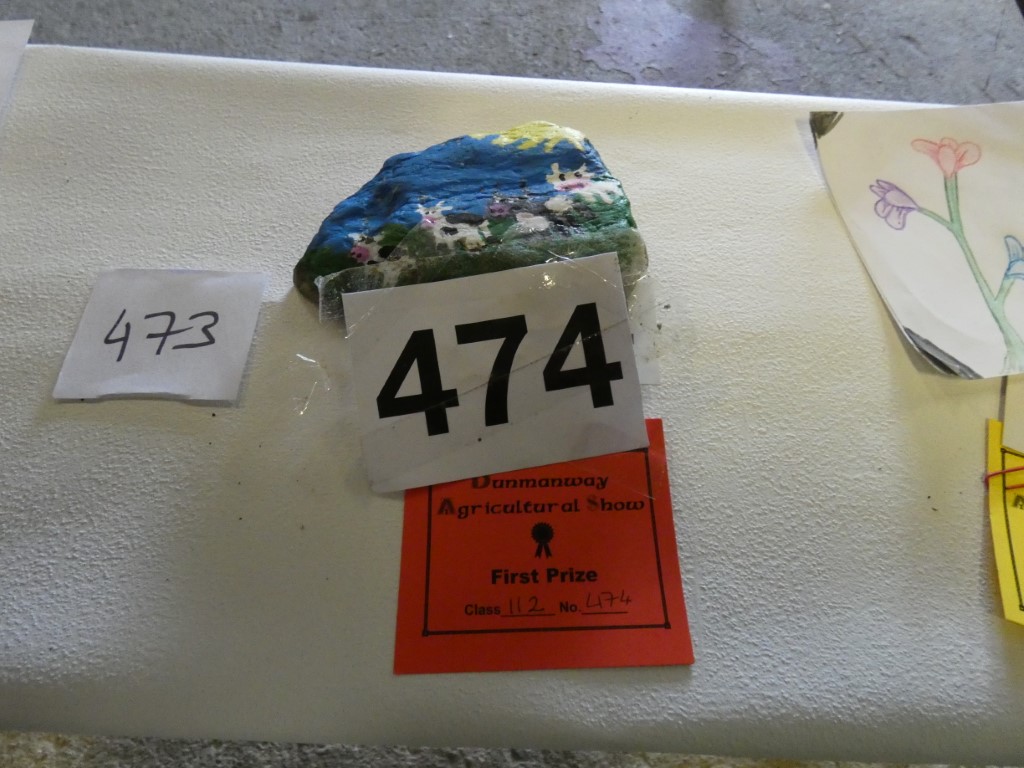 473
474
Dunmanway
Agricultural Show
First Prize
Class 112 No. 474